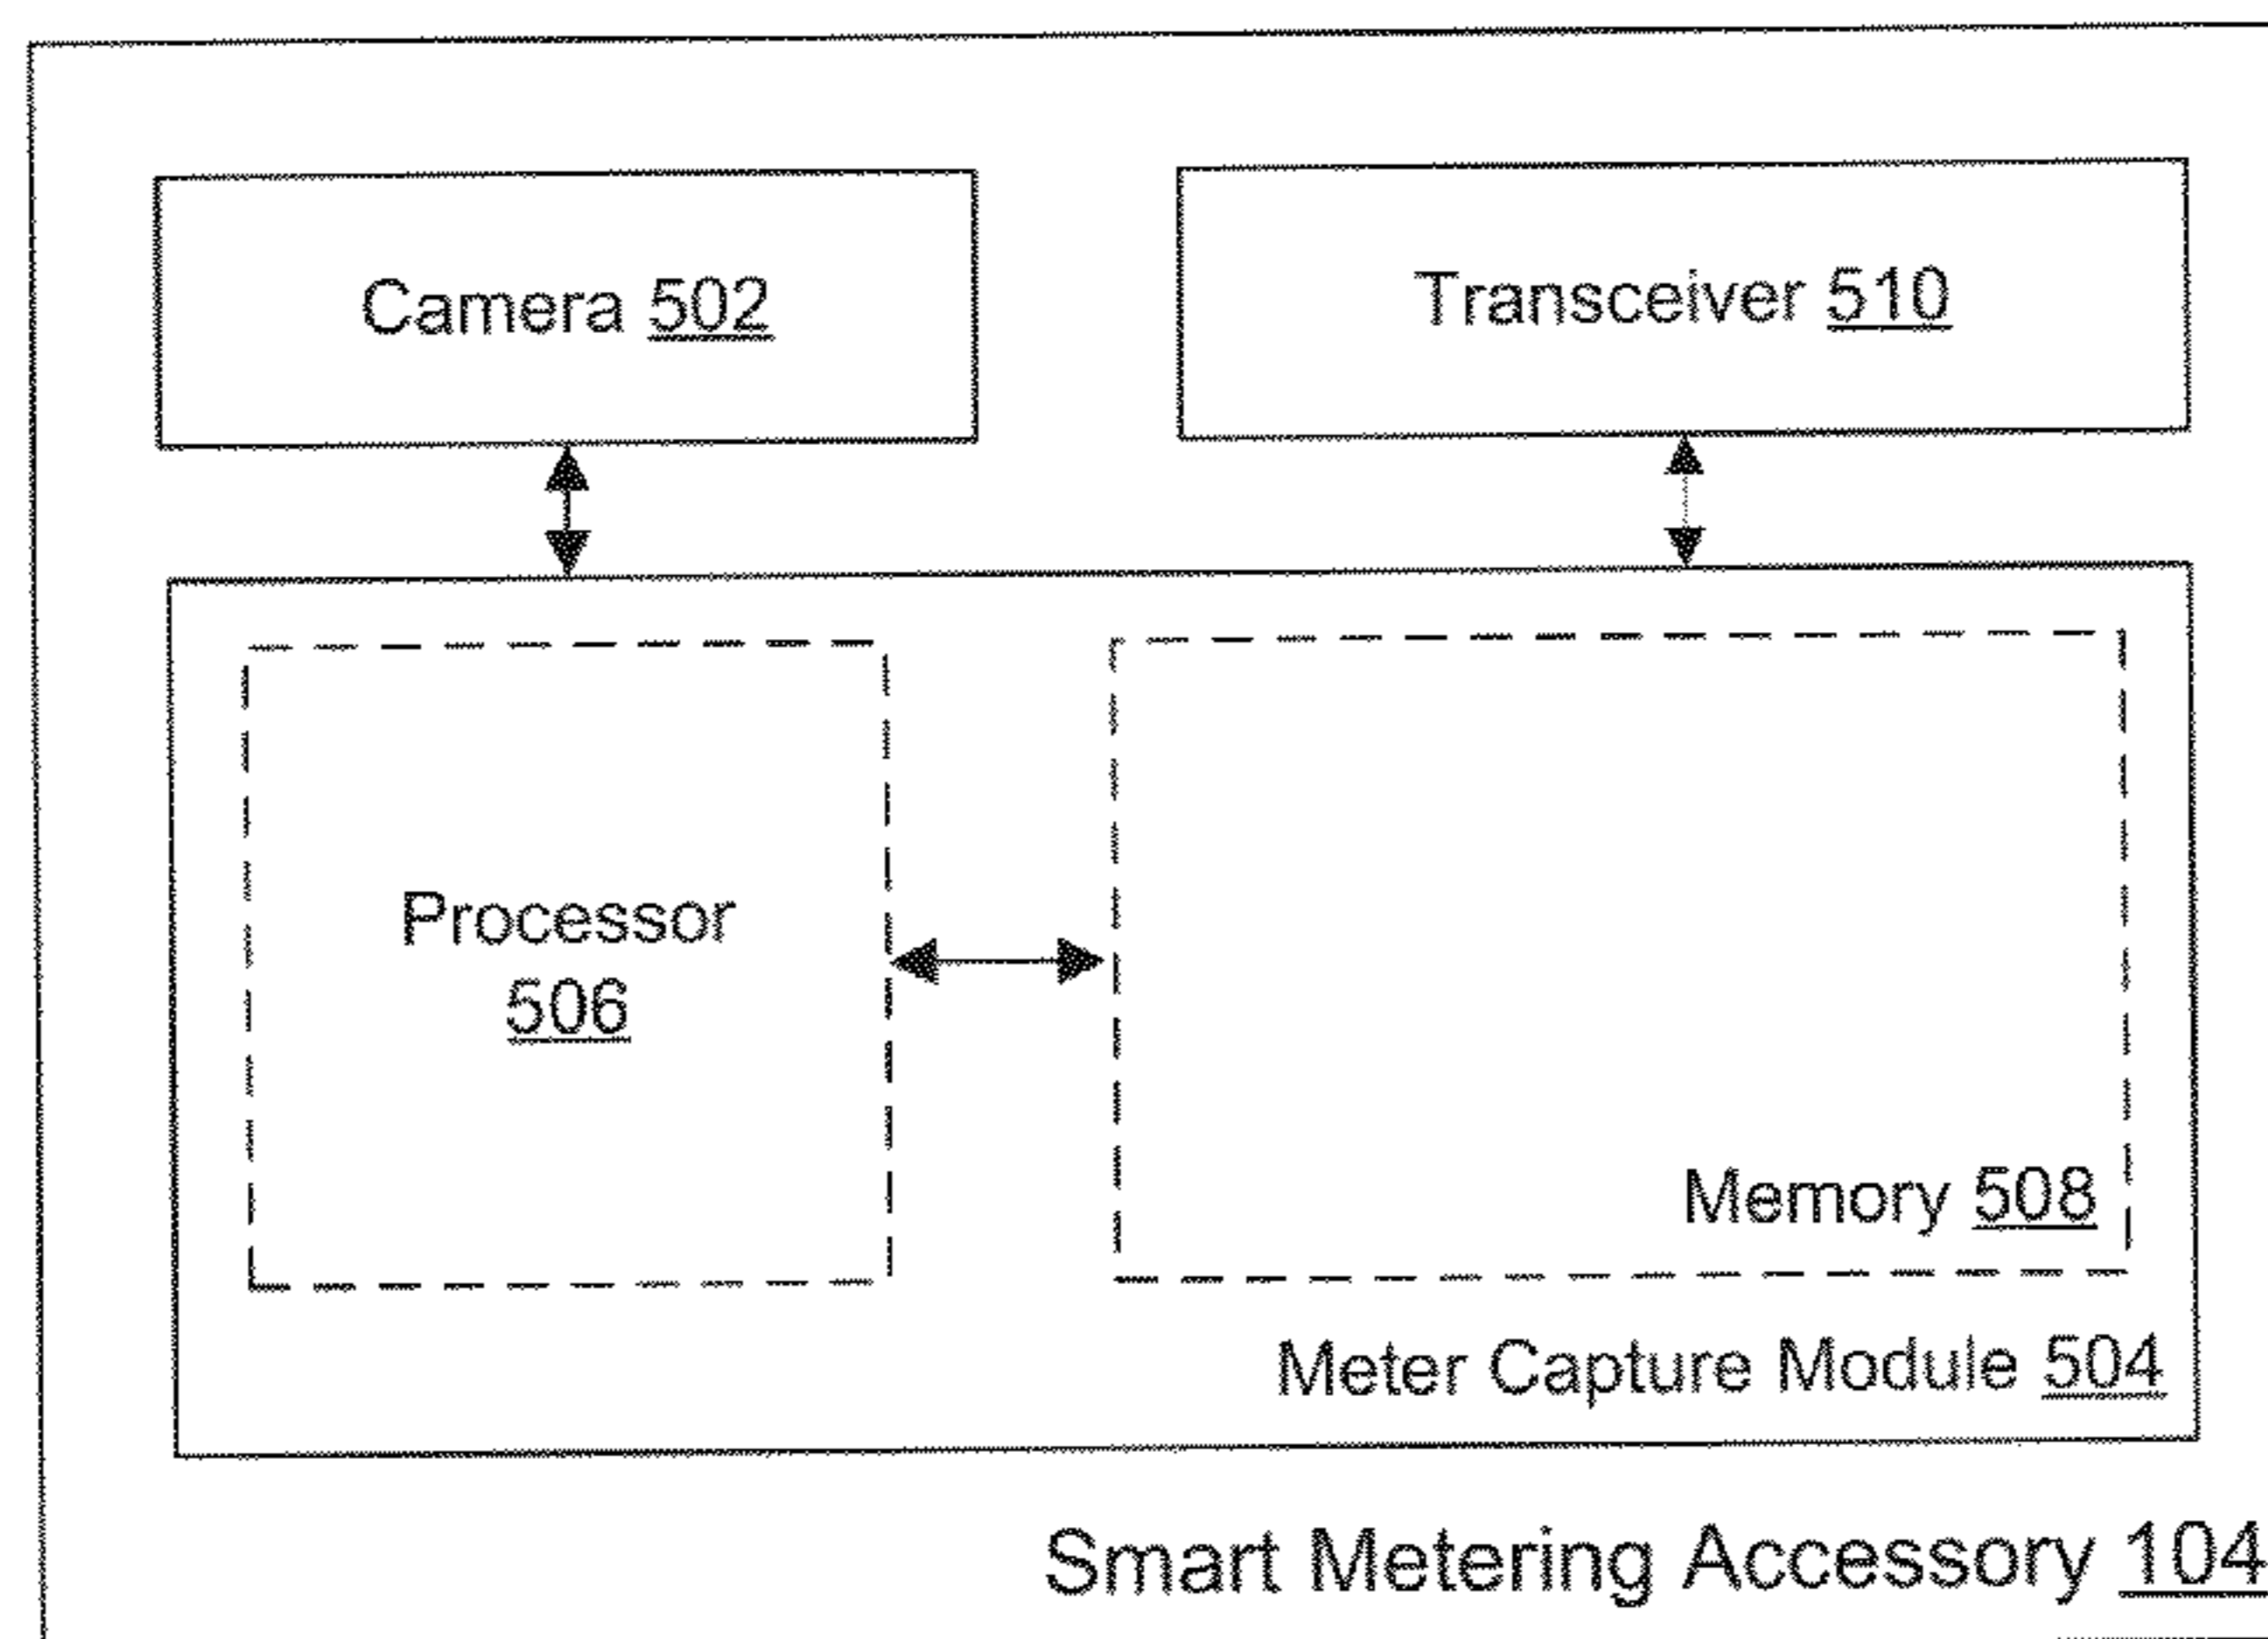 Camera 502
Transceiver 510
Processor
506
Memory 508
Meter Capture Module 504
Smart Metering Accessory 104